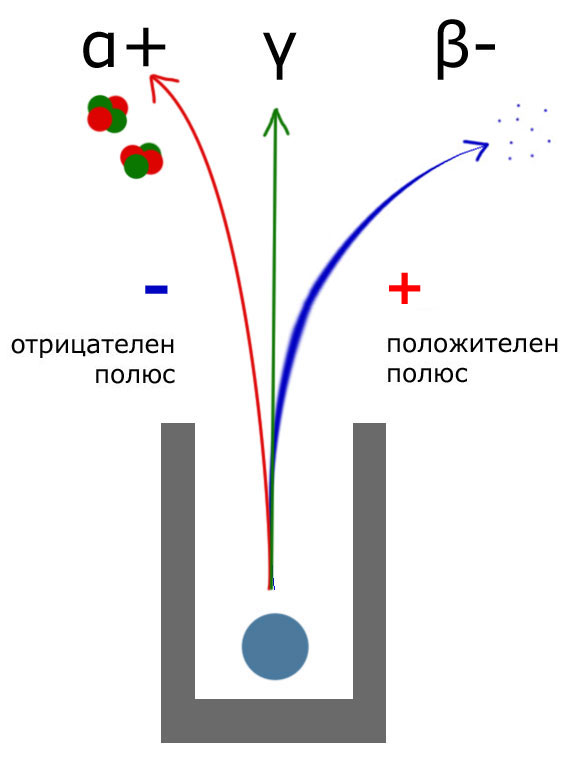 α+ γ β-
- +
отрицателен
полюс
положителен
полюс